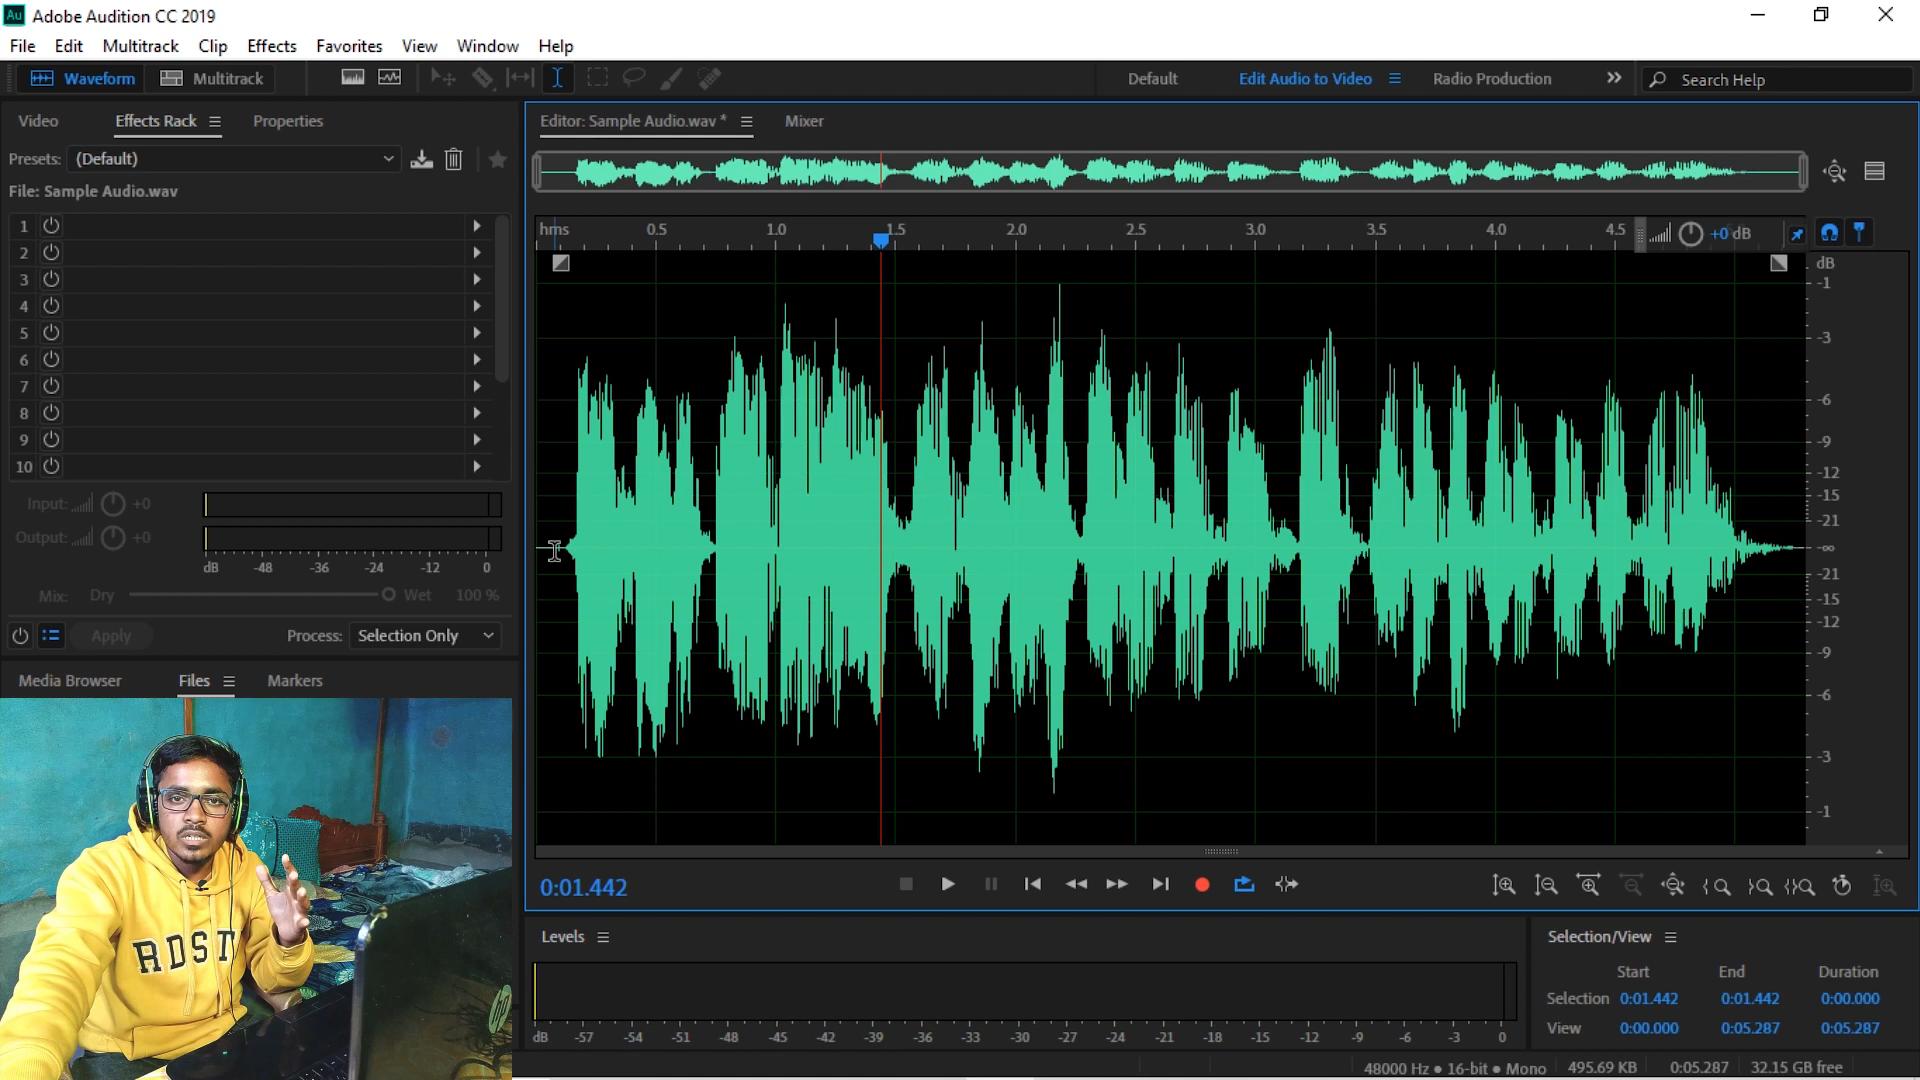 Au Adobe Audition CC 2019
File Edit Multitrack Clip Effects Favorites View Window Help
Waveform Multitrack Default Edit Audio to Video Radio Production Search Help
Video Effects Rack Properties
Presets: (Default)
File: Sample Audio.wav
1
2
3
4
5
6
7
8
9
10
Input: +0
Output: +0
dB -48 -36 -24 -12 0
Mix: Dry Wet 100 %
Apply Process: Selection Only
Media Browser Files Markers
RDST
hp
Editor: Sample Audio.wav * Mixer
hms 0.5 1.0 1.5 2.0 2.5 3.0 3.5 4.0 4.5 +0 dB
dB
-1
-3
-6
-9
-12
-15
-21
-∞
-21
-15
-12
-9
-6
-3
-1
0:01.442
Levels
dB -57 -54 -51 -48 -45 -42 -39 -36 -33 -30 -27 -24 -21 -18 -15 -12 -9 -6 -3 0
Selection/View
Start End Duration
Selection 0:01.442 0:01.442 0:00.000
View 0:00.000 0:05.287 0:05.287
48000 Hz ● 16-bit ● Mono 495.69 KB 0:05.287 32.15 GB free